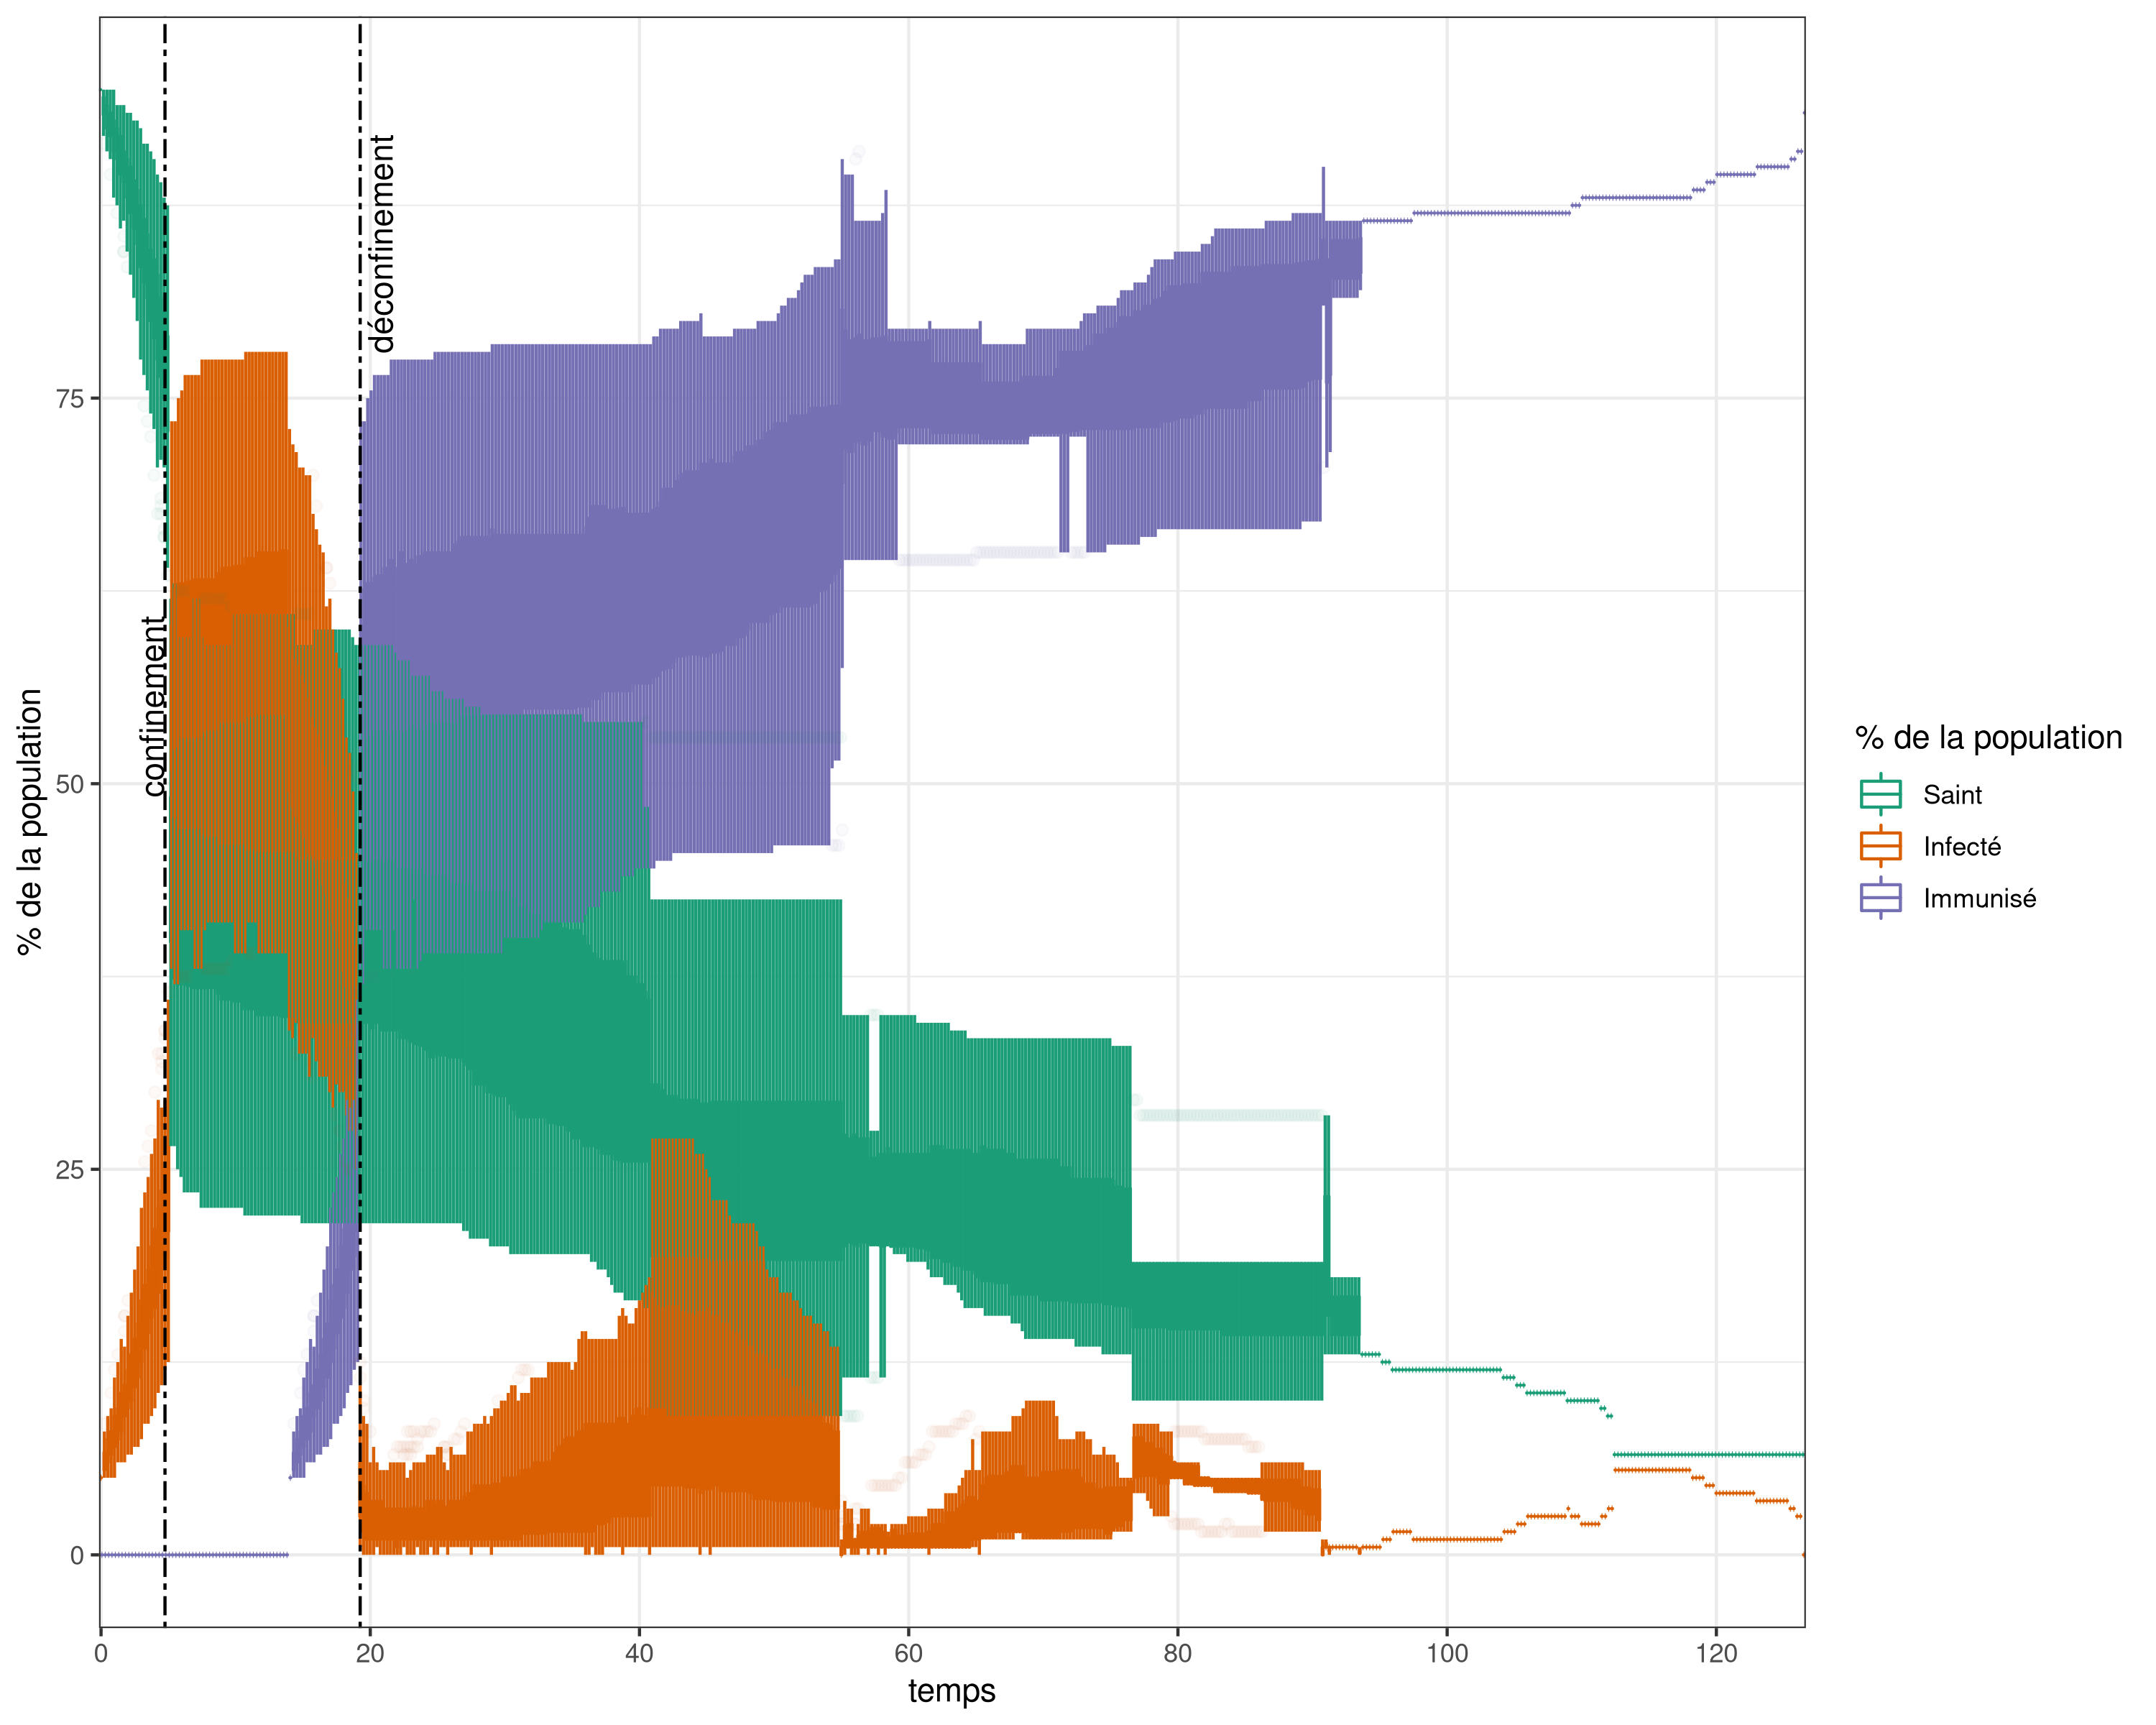 déconfinement
confinement
% de la population
75
50
25
0
0
20
40
60
80
100
120
temps
% de la population
Saint
Infecté
Immunisé